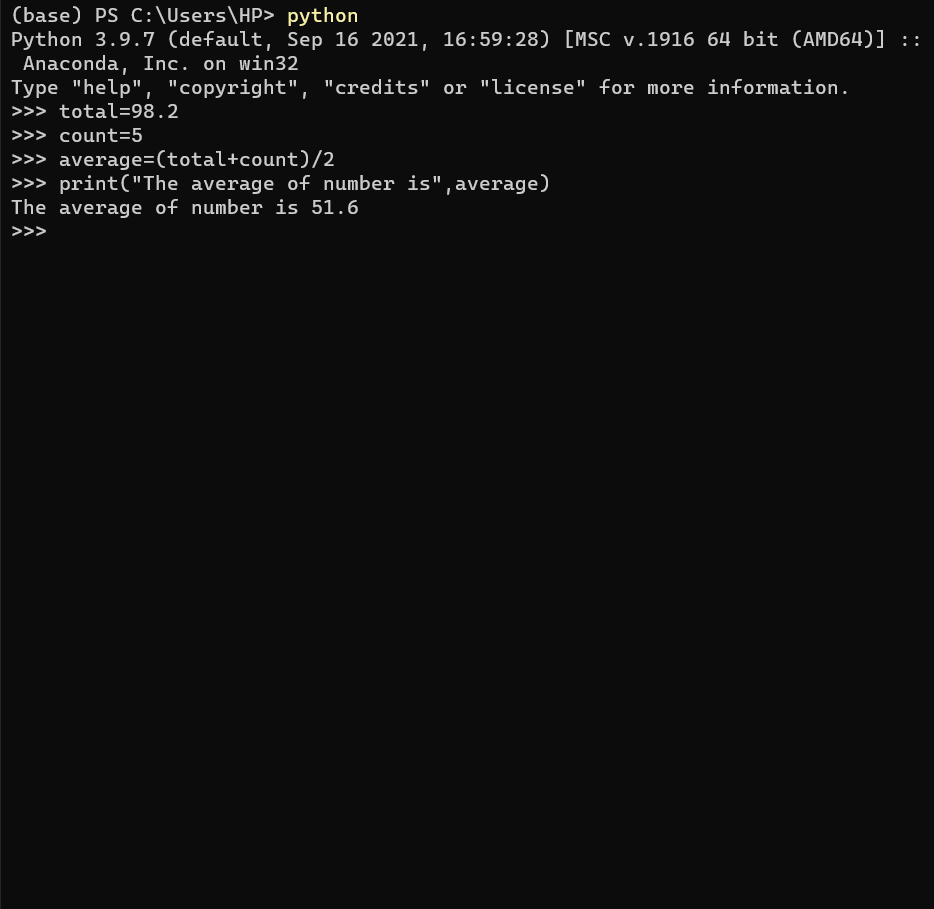 (base) PS C:\Users\HP> python
Python 3.9.7 (default, Sep 16 2021, 16:59:28) [MSC v.1916 64 bit (AMD64)] ::
 Anaconda, Inc. on win32
Type "help", "copyright", "credits" or "license" for more information.
>>> total=98.2
>>> count=5
>>> average=(total+count)/2
>>> print("The average of number is",average)
The average of number is 51.6
>>>